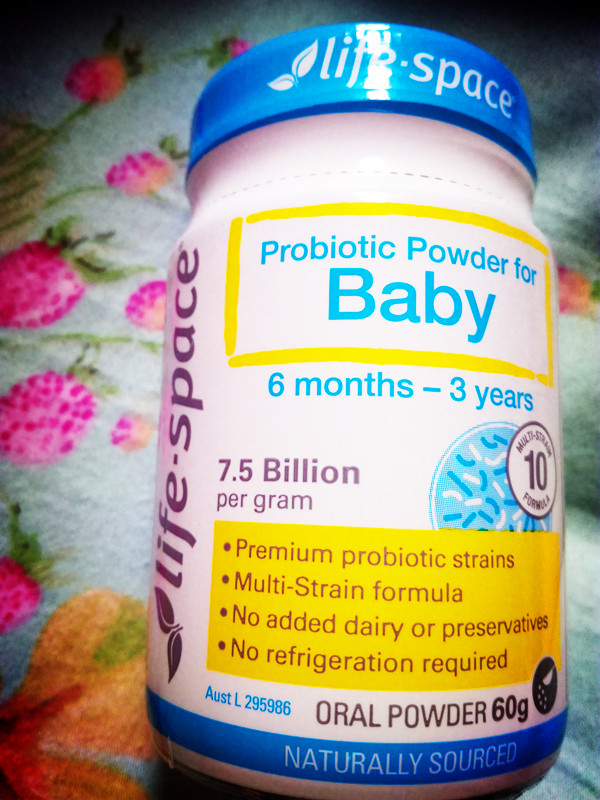 life·space
Probiotic Powder for
Baby
6 months – 3 years
life·space
7.5 Billion
per gram
MULTI-STRAIN
10
FORMULA
•Premium probiotic strains
•Multi-Strain formula
•No added dairy or preservatives
•No refrigeration required
Aust L 295986
ORAL POWDER 60g
NATURALLY SOURCED